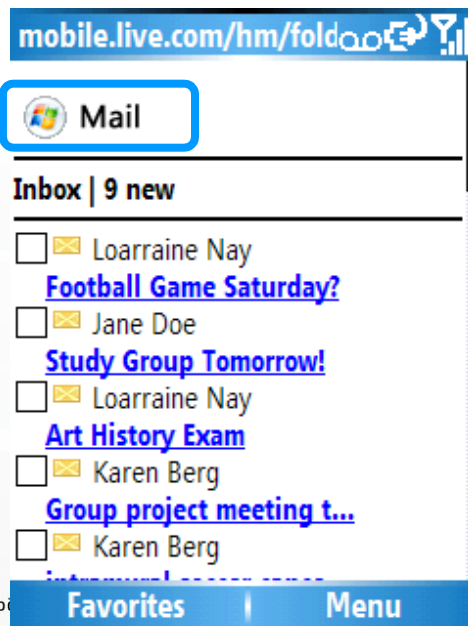 mobile.live.com/hm/fold
Mail
Inbox | 9 new
Loarraine Nay
Football Game Saturday?
Jane Doe
Study Group Tomorrow!
Loarraine Nay
Art History Exam
Karen Berg
Group project meeting t...
Karen Berg
Favorites
Menu